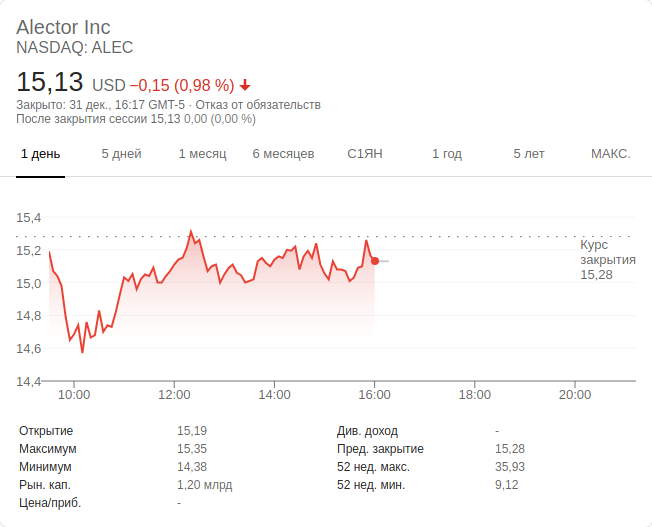 Alector Inc
NASDAQ: ALEC
15,13 USD −0,15 (0,98 %)
Закрыто: 31 дек., 16:17 GMT-5 · Отказ от обязательств
После закрытия сессии 15,13 0,00 (0,00 %)
1 день 5 дней 1 месяц 6 месяцев С1ЯН 1 год 5 лет МАКС.
15,4
15,2
15,0
14,8
14,6
14,4
Курс
закрытия
15,28
10:00 12:00 14:00 16:00 18:00 20:00
Открытие 15,19 Див. доход -
Максимум 15,35 Пред. закрытие 15,28
Минимум 14,38 52 нед. макс. 35,93
Рын. кап. 1,20 млрд 52 нед. мин. 9,12
Цена/приб. -